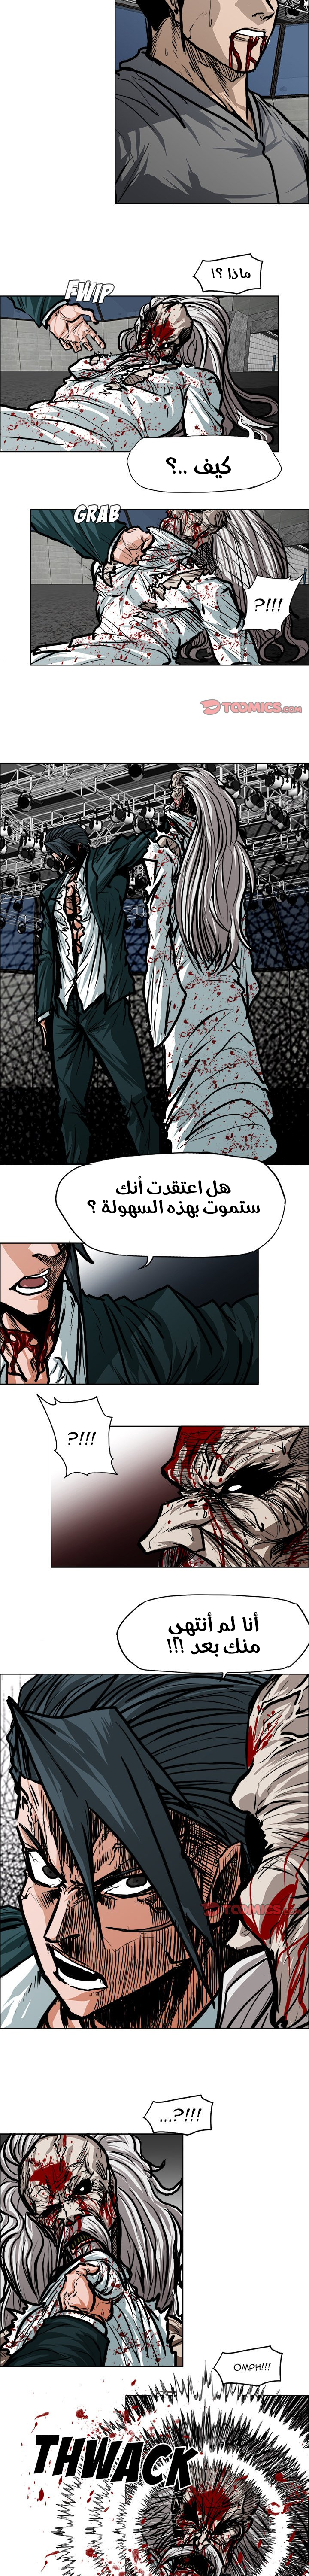 ماذا ؟!
FWIP
كيف ..؟
GRAB
?!!!
TOOMICS.com
هل اعتقدت أنك
ستموت بهذه السهولة ؟
?!!!
أنا لم أنتهي
منك بعد !!!
TOOMICS
...?!!!
OMPH!!!
THWACK